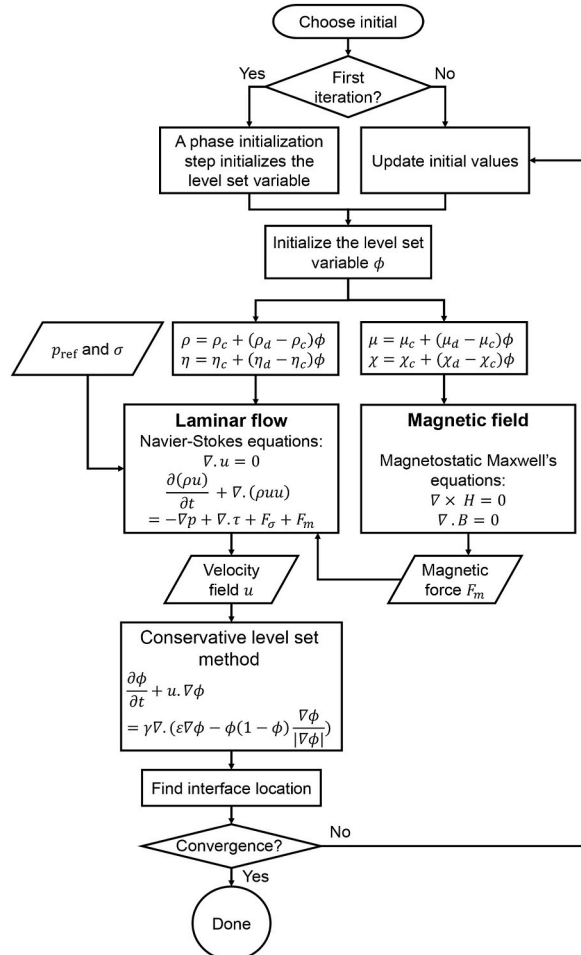 Choose initial
First
iteration?
Yes
No
A phase initialization
step initializes the
level set variable
Update initial values
Initialize the level set
variable ϕ
p_ref and σ
ρ = ρ_c + (ρ_d − ρ_c)ϕ
η = η_c + (η_d − η_c)ϕ
μ = μ_c + (μ_d − μ_c)ϕ
χ = χ_c + (χ_d − χ_c)ϕ
Laminar flow
Navier-Stokes equations:
∇.u = 0
∂(ρu)/∂t + ∇.(ρuu)
= −∇p + ∇.τ + F_σ + F_m
Magnetic field
Magnetostatic Maxwell's
equations:
∇ × H = 0
∇.B = 0
Velocity
field u
Magnetic
force F_m
Conservative level set
method
∂ϕ/∂t + u.∇ϕ
= γ∇.(ε∇ϕ − ϕ(1 − ϕ)∇ϕ/|∇ϕ|)
Find interface location
Convergence?
No
Yes
Done